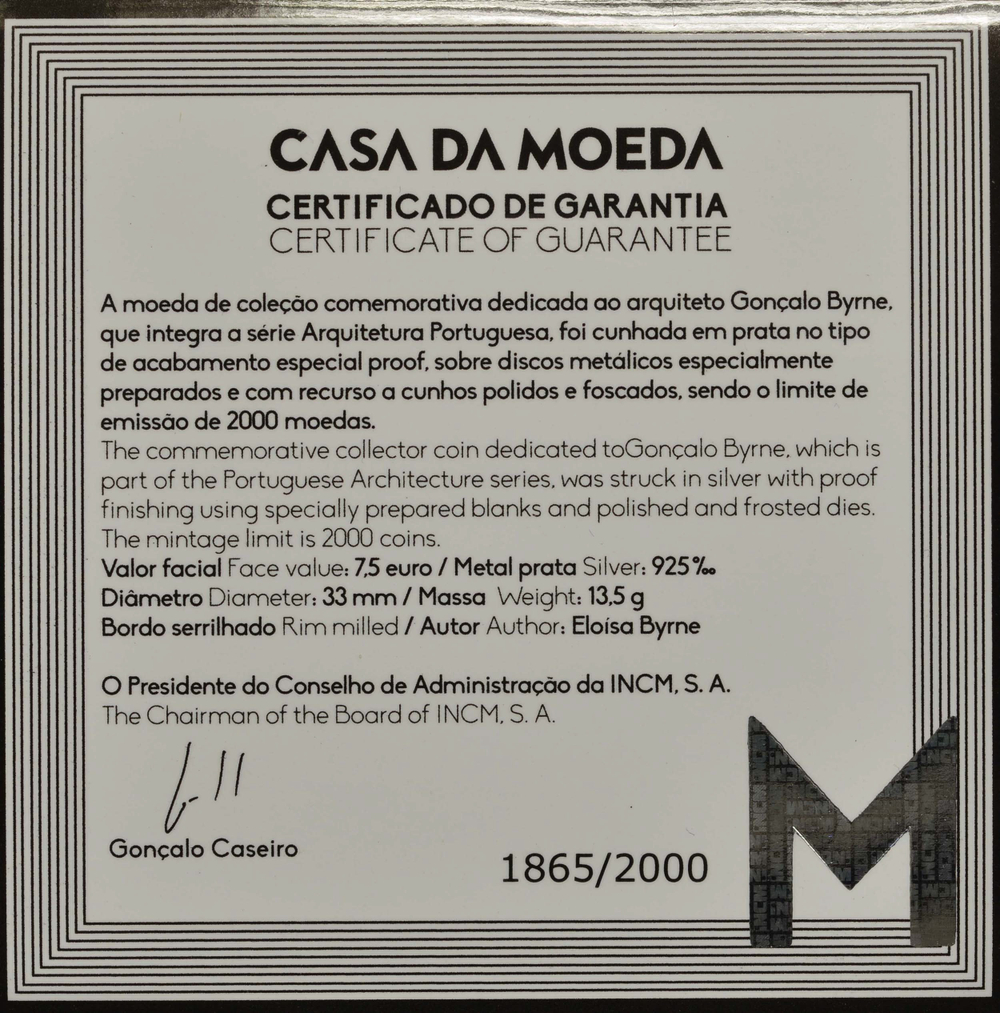 CASA DA MOEDA
CERTIFICADO DE GARANTIA
CERTIFICATE OF GUARANTEE
A moeda de coleção comemorativa dedicada ao arquiteto Gonçalo Byrne,
que integra a série Arquitetura Portuguesa, foi cunhada em prata no tipo
de acabamento especial proof, sobre discos metálicos especialmente
preparados e com recurso a cunhos polidos e foscados, sendo o limite de
emissão de 2000 moedas.
The commemorative collector coin dedicated toGonçalo Byrne, which is
part of the Portuguese Architecture series, was struck in silver with proof
finishing using specially prepared blanks and polished and frosted dies.
The mintage limit is 2000 coins.
Valor facial Face value: 7,5 euro / Metal prata Silver: 925‰
Diâmetro Diameter: 33 mm / Massa Weight: 13,5 g
Bordo serrilhado Rim milled / Autor Author: Eloísa Byrne
O Presidente do Conselho de Administração da INCM, S. A.
The Chairman of the Board of INCM, S. A.
Gonçalo Caseiro
1865/2000
M